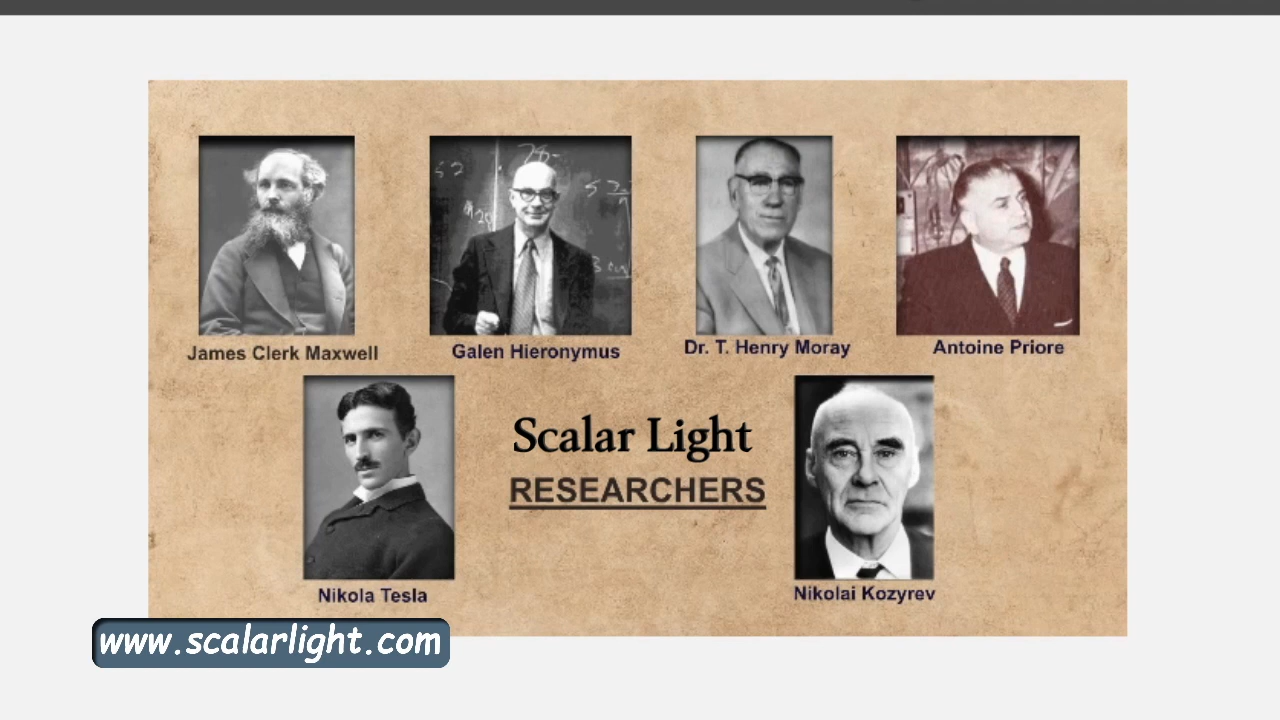 James Clerk Maxwell
Galen Hieronymus
Dr. T. Henry Moray
Antoine Priore
Scalar Light
RESEARCHERS
Nikola Tesla
Nikolai Kozyrev
www.scalarlight.com